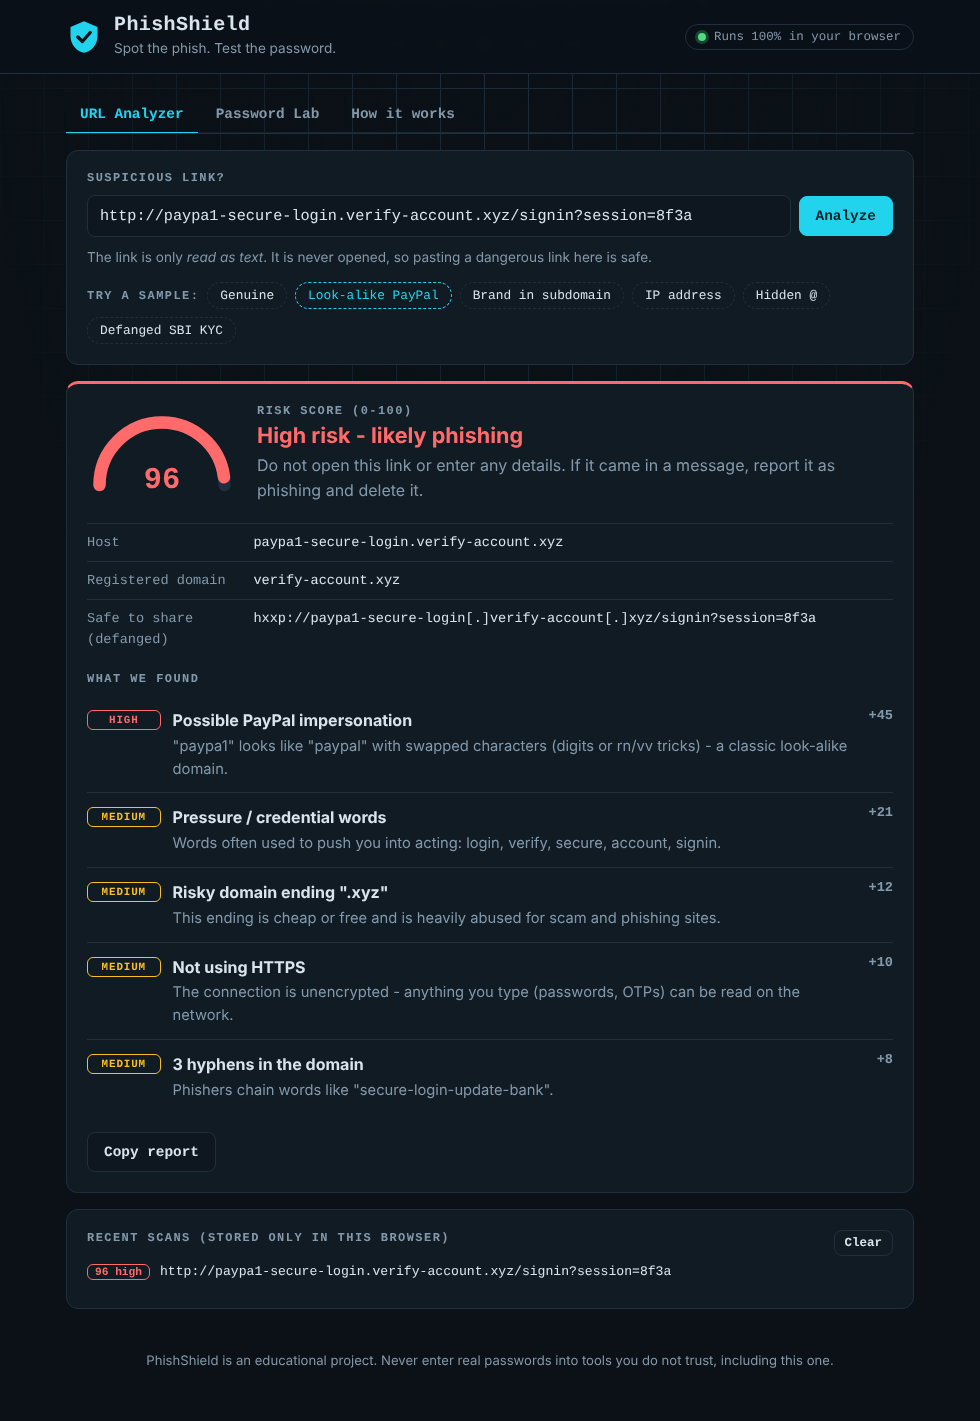 PhishShield
Spot the phish. Test the password.
Runs 100% in your browser
URL Analyzer
Password Lab
How it works
SUSPICIOUS LINK?
http://paypa1-secure-login.verify-account.xyz/signin?session=8f3a
Analyze
The link is only read as text. It is never opened, so pasting a dangerous link here is safe.
TRY A SAMPLE: Genuine Look-alike PayPal Brand in subdomain IP address Hidden @
Defanged SBI KYC
96
RISK SCORE (0-100)
High risk - likely phishing
Do not open this link or enter any details. If it came in a message, report it as
phishing and delete it.
Host paypa1-secure-login.verify-account.xyz
Registered domain verify-account.xyz
Safe to share hxxp://paypa1-secure-login[.]verify-account[.]xyz/signin?session=8f3a
(defanged)
WHAT WE FOUND
HIGH Possible PayPal impersonation +45
"paypa1" looks like "paypal" with swapped characters (digits or rn/vv tricks) - a classic look-alike
domain.
MEDIUM Pressure / credential words +21
Words often used to push you into acting: login, verify, secure, account, signin.
MEDIUM Risky domain ending ".xyz" +12
This ending is cheap or free and is heavily abused for scam and phishing sites.
MEDIUM Not using HTTPS +10
The connection is unencrypted - anything you type (passwords, OTPs) can be read on the
network.
MEDIUM 3 hyphens in the domain +8
Phishers chain words like "secure-login-update-bank".
Copy report
RECENT SCANS (STORED ONLY IN THIS BROWSER)
Clear
96 high http://paypa1-secure-login.verify-account.xyz/signin?session=8f3a
PhishShield is an educational project. Never enter real passwords into tools you do not trust, including this one.